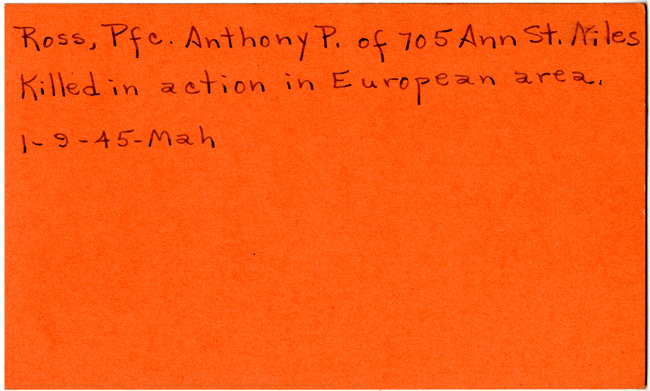 Ross, Pfc. Anthony P. of 705 Ann St. Niles
Killed in action in European area.
1-9-45-Mah